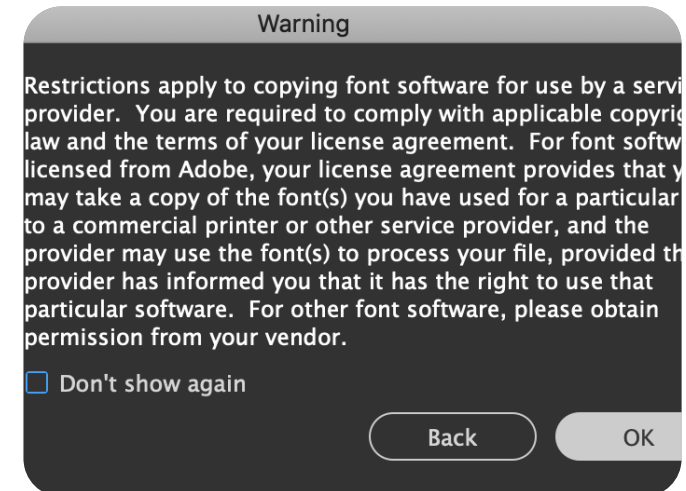 Warning
Restrictions apply to copying font software for use by a servi
provider.  You are required to comply with applicable copyrig
law and the terms of your license agreement.  For font softw
licensed from Adobe, your license agreement provides that y
may take a copy of the font(s) you have used for a particular
to a commercial printer or other service provider, and the
provider may use the font(s) to process your file, provided th
provider has informed you that it has the right to use that
particular software.  For other font software, please obtain
permission from your vendor.
Don't show again
Back OK